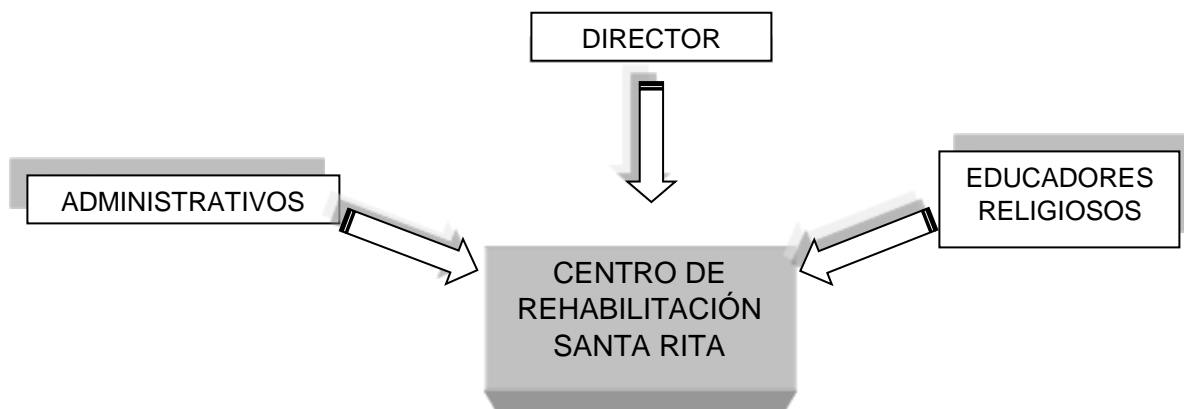 DIRECTOR
ADMINISTRATIVOS
EDUCADORES
RELIGIOSOS
CENTRO DE
REHABILITACIÓN
SANTA RITA